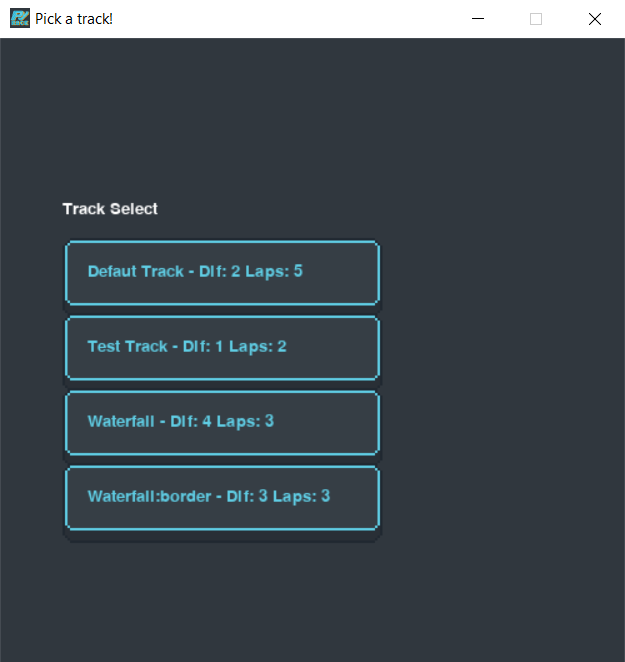 Pick a track!
Track Select
Defaut Track - DIf: 2 Laps: 5
Test Track - DIf: 1 Laps: 2
Waterfall - DIf: 4 Laps: 3
Waterfall:border - DIf: 3 Laps: 3